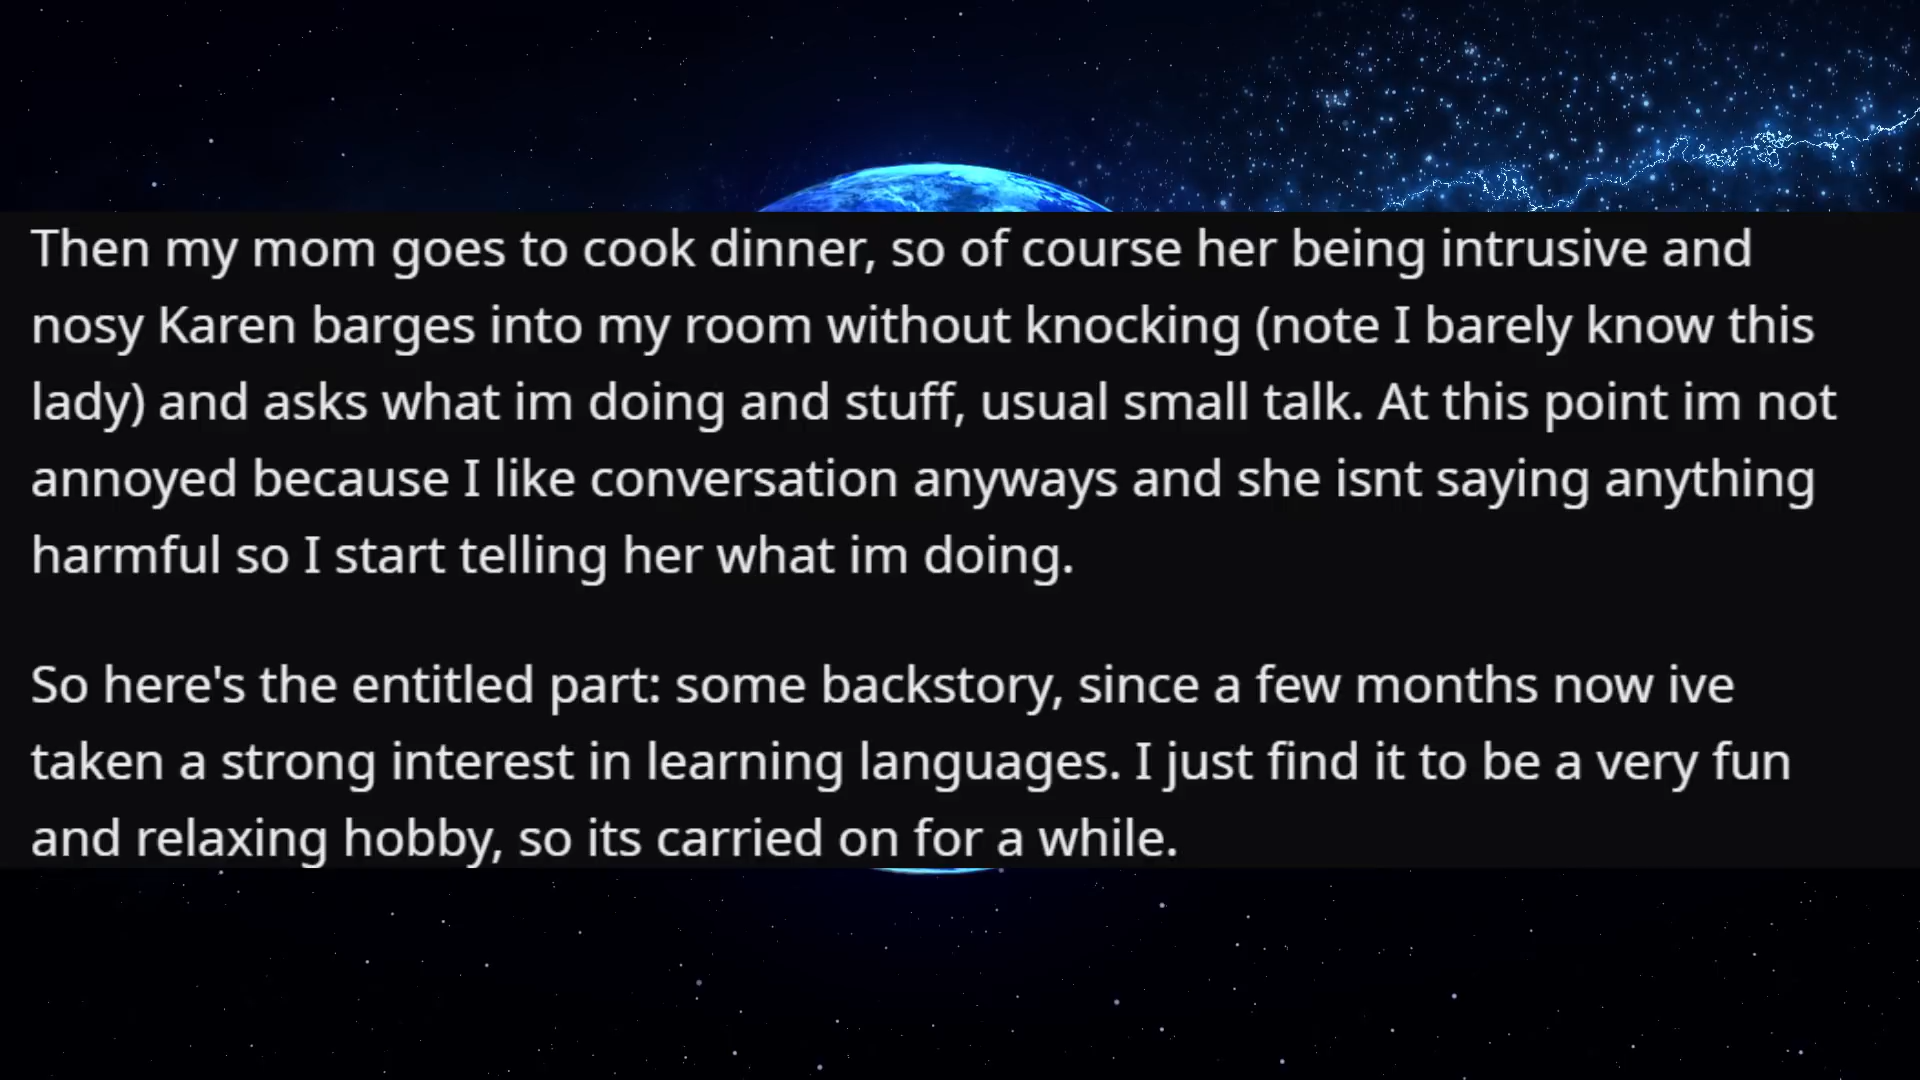 Then my mom goes to cook dinner, so of course her being intrusive and
nosy Karen barges into my room without knocking (note I barely know this
lady) and asks what im doing and stuff, usual small talk. At this point im not
annoyed because I like conversation anyways and she isnt saying anything
harmful so I start telling her what im doing.
So here's the entitled part: some backstory, since a few months now ive
taken a strong interest in learning languages. I just find it to be a very fun
and relaxing hobby, so its carried on for a while.